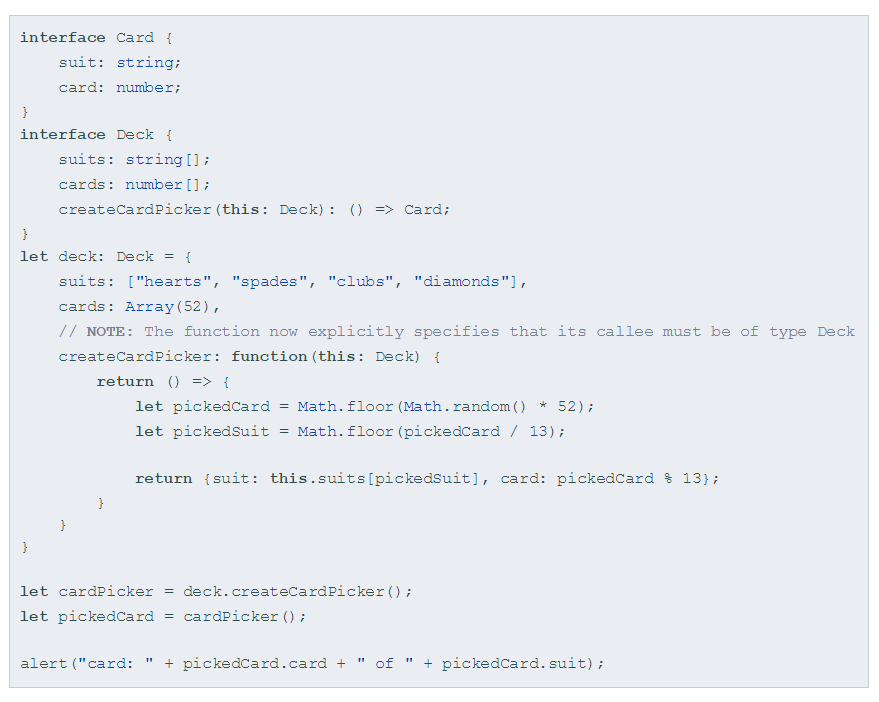 interface Card {
    suit: string;
    card: number;
}
interface Deck {
    suits: string[];
    cards: number[];
    createCardPicker(this: Deck): () => Card;
}
let deck: Deck = {
    suits: ["hearts", "spades", "clubs", "diamonds"],
    cards: Array(52),
    // NOTE: The function now explicitly specifies that its callee must be of type Deck
    createCardPicker: function(this: Deck) {
        return () => {
            let pickedCard = Math.floor(Math.random() * 52);
            let pickedSuit = Math.floor(pickedCard / 13);

            return {suit: this.suits[pickedSuit], card: pickedCard % 13};
        }
    }
}

let cardPicker = deck.createCardPicker();
let pickedCard = cardPicker();

alert("card: " + pickedCard.card + " of " + pickedCard.suit);